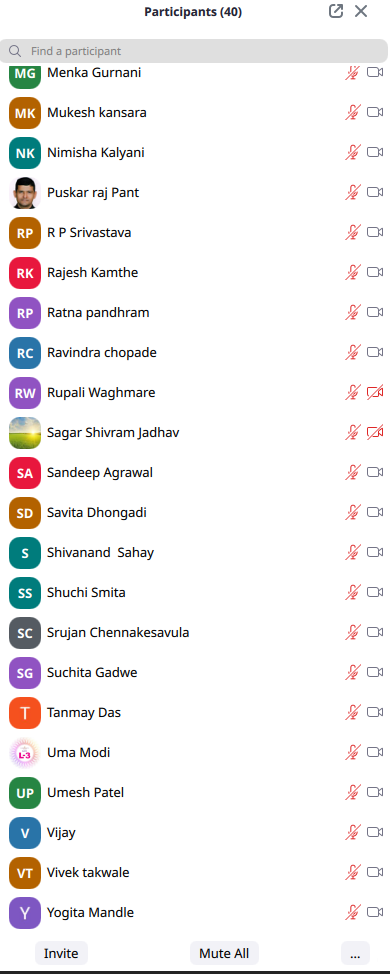 Participants (40)
Find a participant
MG Menka Gurnani
MK Mukesh kansara
NK Nimisha Kalyani
Puskar raj Pant
RP R P Srivastava
RK Rajesh Kamthe
RP Ratna pandhram
RC Ravindra chopade
RW Rupali Waghmare
Sagar Shivram Jadhav
SA Sandeep Agrawal
SD Savita Dhongadi
S Shivanand  Sahay
SS Shuchi Smita
SC Srujan Chennakesavula
SG Suchita Gadwe
T Tanmay Das
L-3 Uma Modi
UP Umesh Patel
V Vijay
VT Vivek takwale
Y Yogita Mandle
Invite Mute All ...